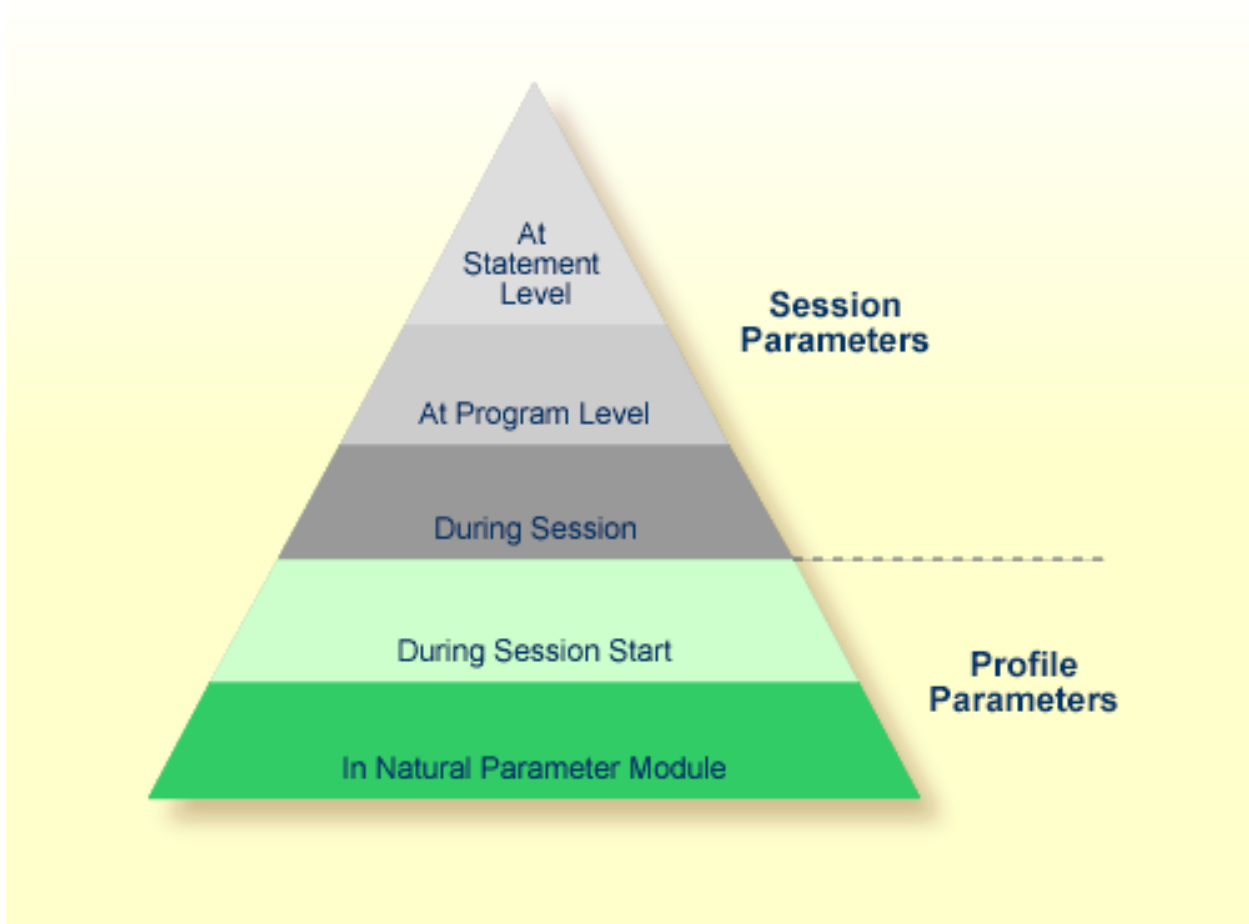 At
Statement
Level
Session
Parameters
At Program Level
During Session
During Session Start
Profile
Parameters
In Natural Parameter Module